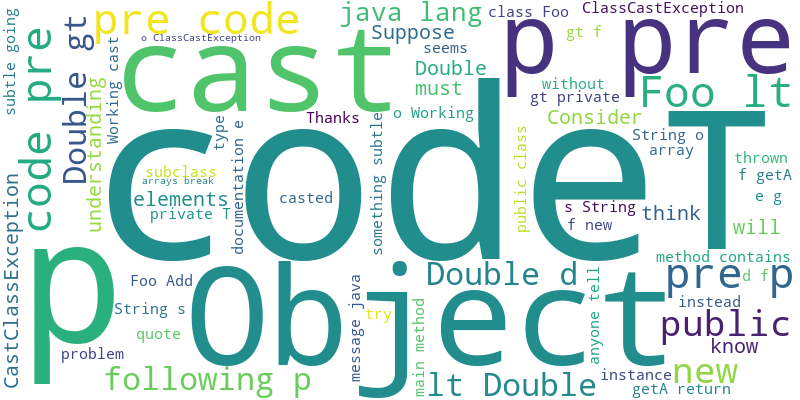 java lang
class Foo
ClassCastException
pre code
o ClassCastException
Suppose
gt f
p pre
seems
cast
Double
must
without
gt private
Foo lt
subtle going
code pre
Double gt
Working cast
understanding
Thanks
o Working
Consider
String o
array
code
T
type
documentation e
something subtle
public class
thrown
f getA
e g
subclass
arrays break
elements
private T
casted
s String
f new
think
will
CastClassException
p
Object
method contains
Double d
pre p
d f
Foo Add
String s
message java
try
main method
anyone tell
instead
quote
problem
public
know
following p
lt Double
instance
new
getA return